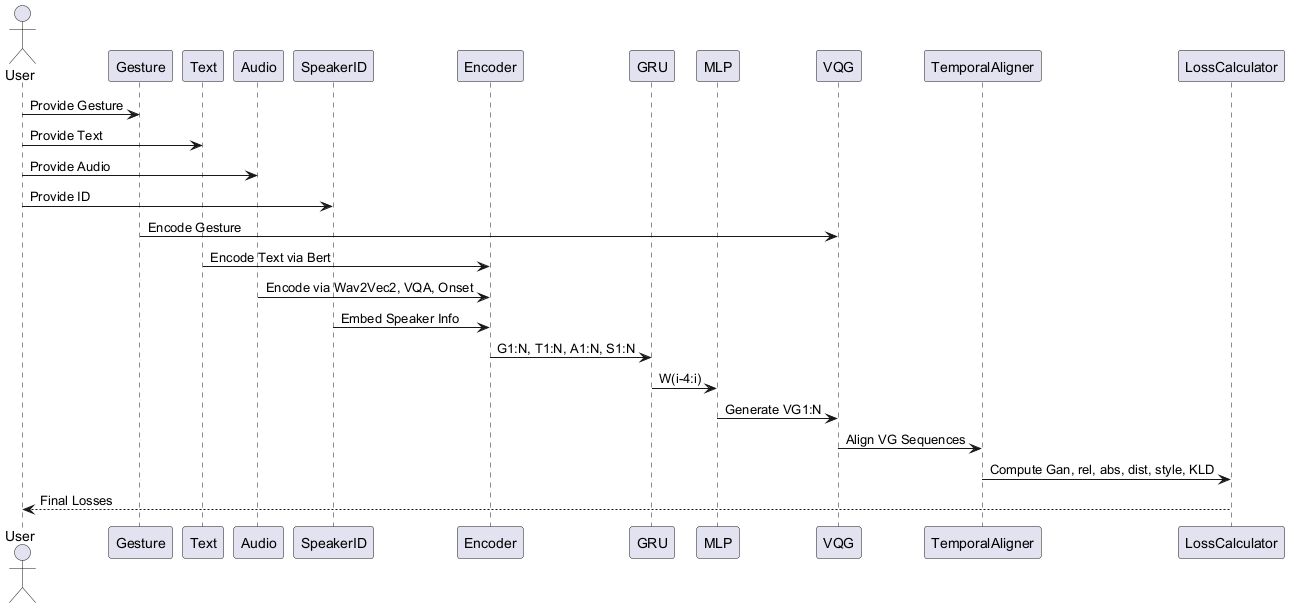 User
Gesture
Text
Audio
SpeakerID
Encoder
GRU
MLP
VQG
TemporalAligner
LossCalculator
Provide Gesture
Provide Text
Provide Audio
Provide ID
Encode Gesture
Encode Text via Bert
Encode via Wav2Vec2, VQA, Onset
Embed Speaker Info
G1:N, T1:N, A1:N, S1:N
W(i-4:i)
Generate VG1:N
Align VG Sequences
Compute Gan, rel, abs, dist, style, KLD
Final Losses
User
Gesture
Text
Audio
SpeakerID
Encoder
GRU
MLP
VQG
TemporalAligner
LossCalculator